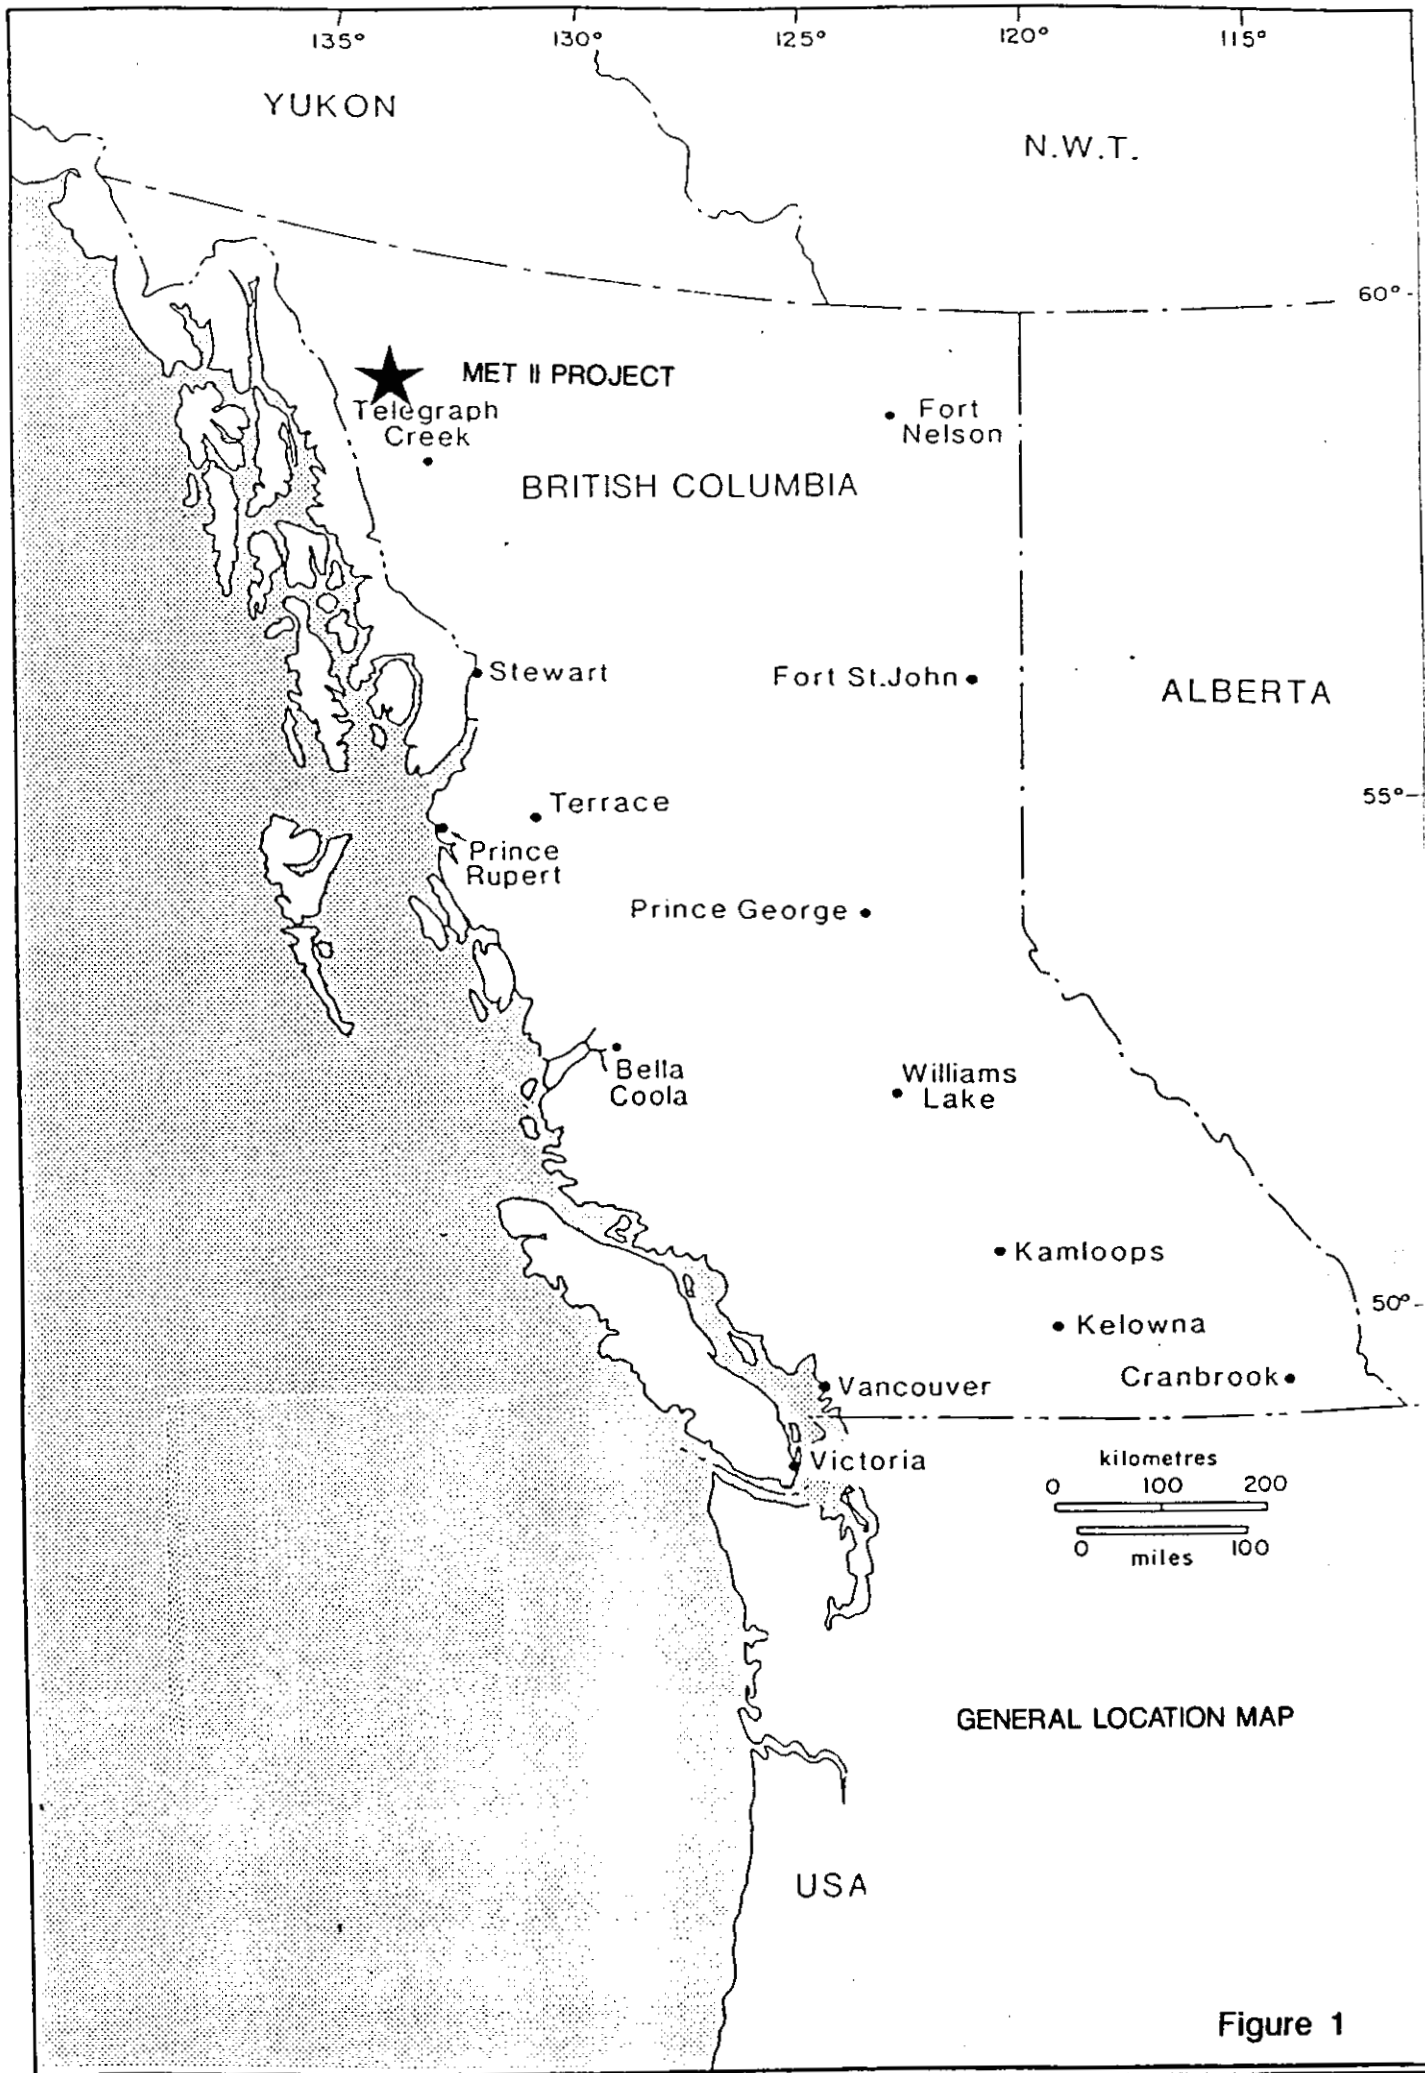 135° 130° 125° 120° 115°
YUKON
N.W.T.
60°
MET II PROJECT
Telegraph
Creek
Fort
Nelson
BRITISH COLUMBIA
Stewart
Fort St.John
ALBERTA
55°
Terrace
Prince
Rupert
Prince George
Bella
Coola
Williams
Lake
Kamloops
50°
Kelowna
Cranbrook
Vancouver
Victoria
kilometres
0 100 200
0 miles 100
GENERAL LOCATION MAP
USA
Figure 1